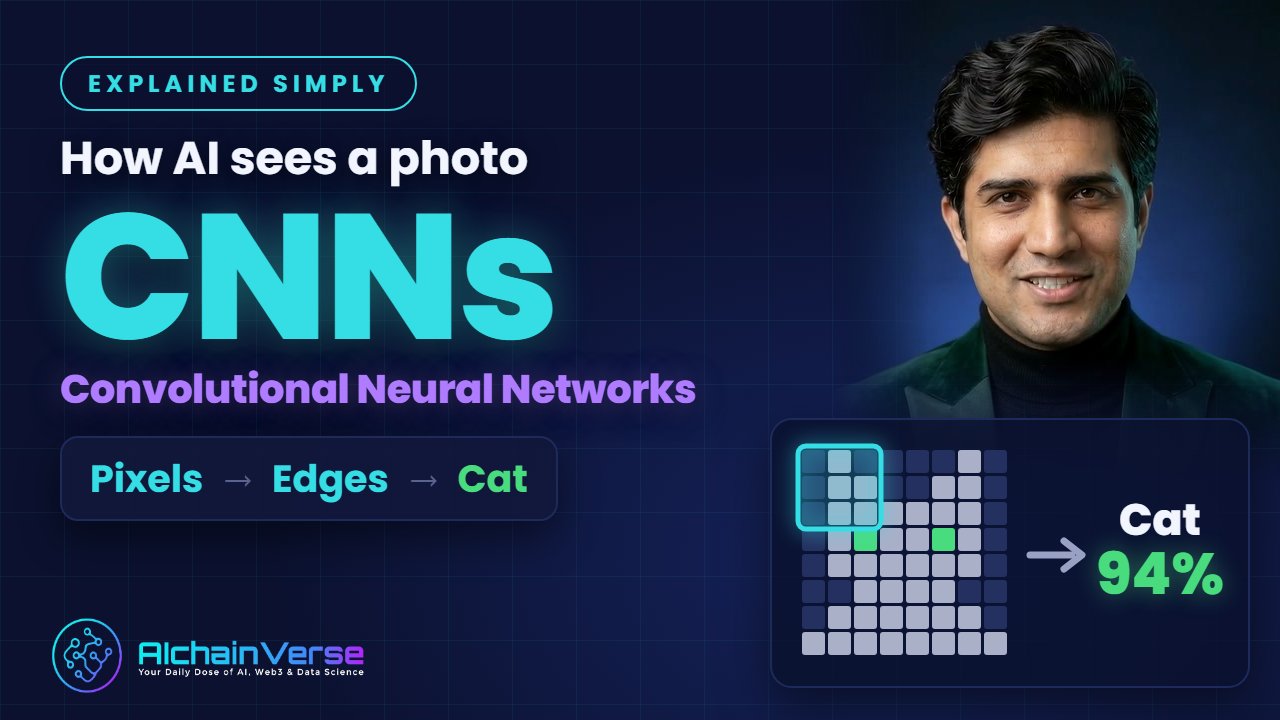 EXPLAINED SIMPLY
How AI sees a photo
CNNs
Convolutional Neural Networks
Pixels → Edges → Cat
Cat
94%
AIchainVerse
Your Daily Dose of AI, Web3 & Data Science